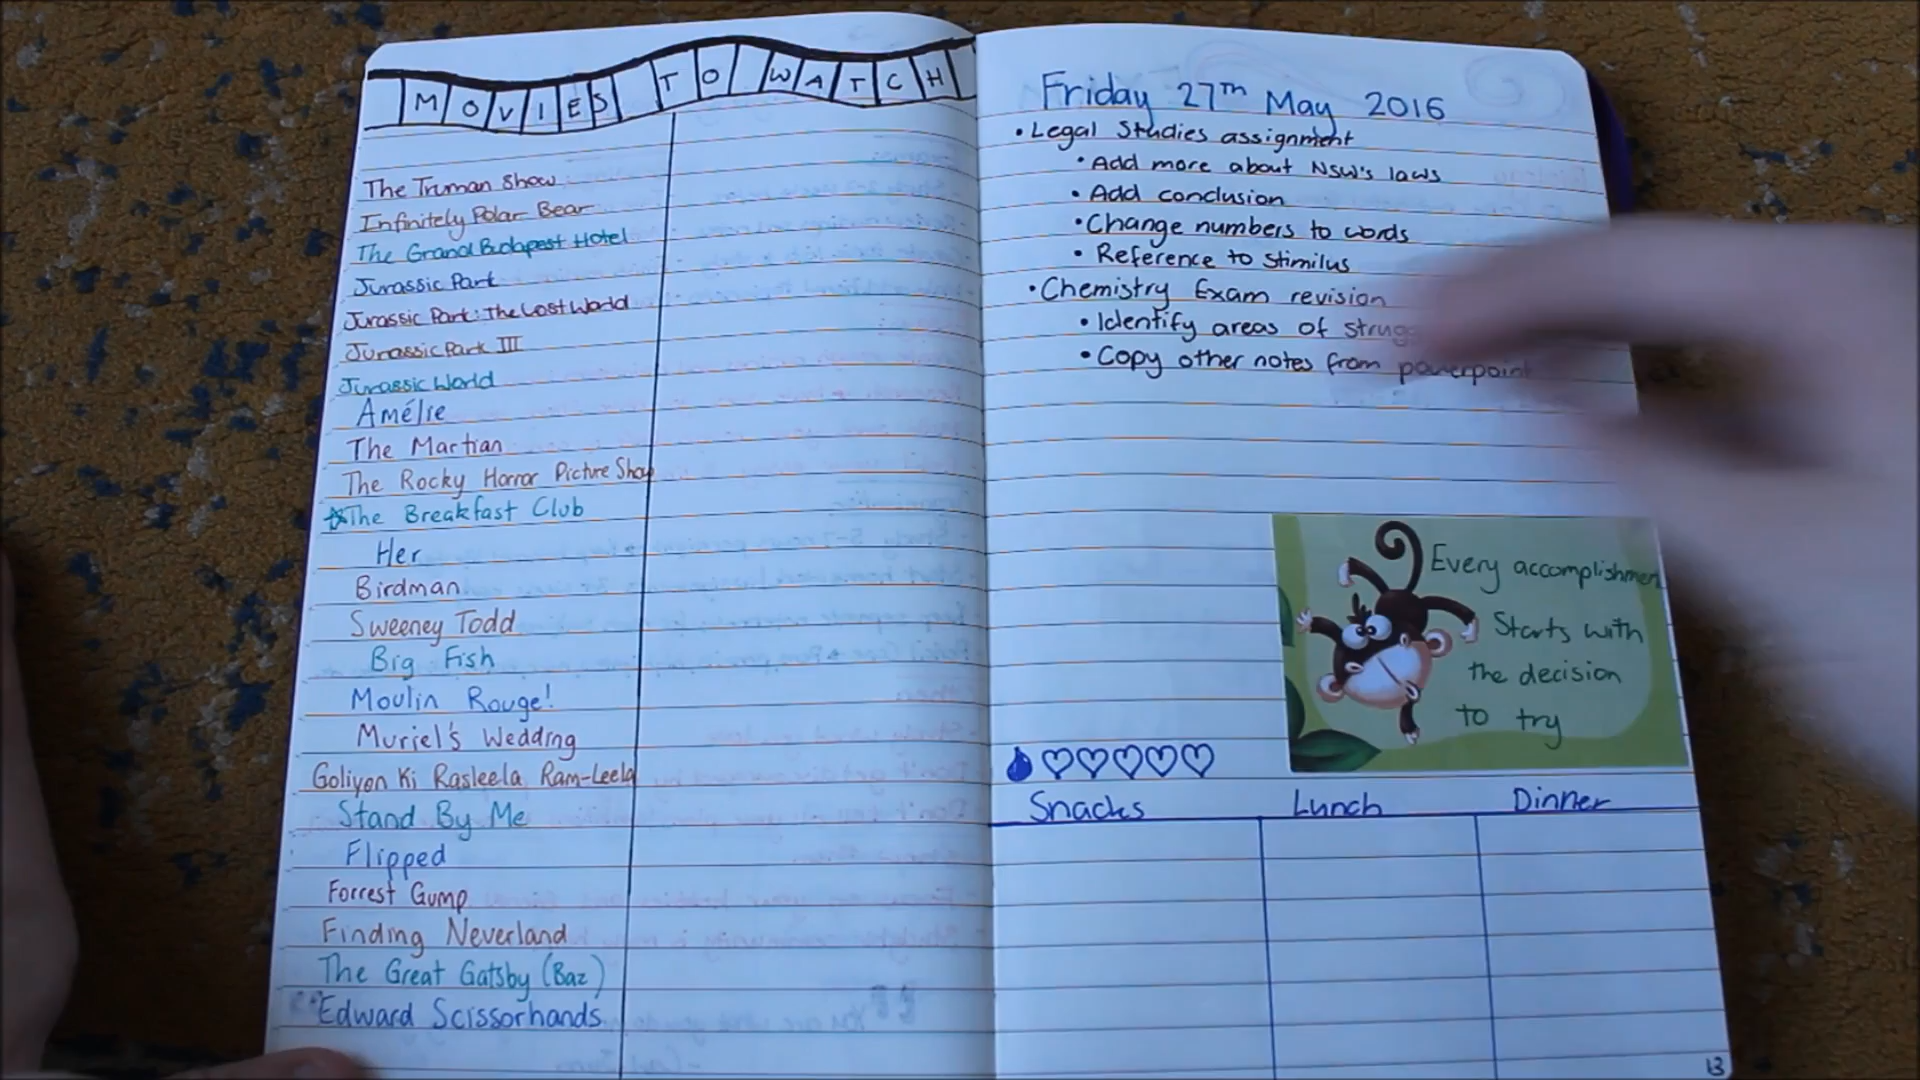 MOVIES TO WATCH
The Truman Show
Infinitely Polar Bear
The Grand Budapest Hotel
Jurassic Park
Jurassic Park: The Lost World
Jurassic Park III
Jurassic World
Amélie
The Martian
The Rocky Horror Picture Show
The Breakfast Club
Her
Birdman
Sweeney Todd
Big Fish
Moulin Rouge!
Muriel's Wedding
Goliyon Ki Rasleela Ram-Leela
Stand By Me
Flipped
Forrest Gump
Finding Neverland
The Great Gatsby (Baz)
Edward Scissorhands
Friday 27th May 2016
• Legal Studies assignment
• Add more about NSW's laws
• Add conclusion
• Change numbers to words
• Reference to stimilus
• Chemistry Exam revision
• Identify areas of
• Copy other notes from powerpoint
Every accomplishment
Starts with
the decision
to try
Snacks Lunch Dinner
13